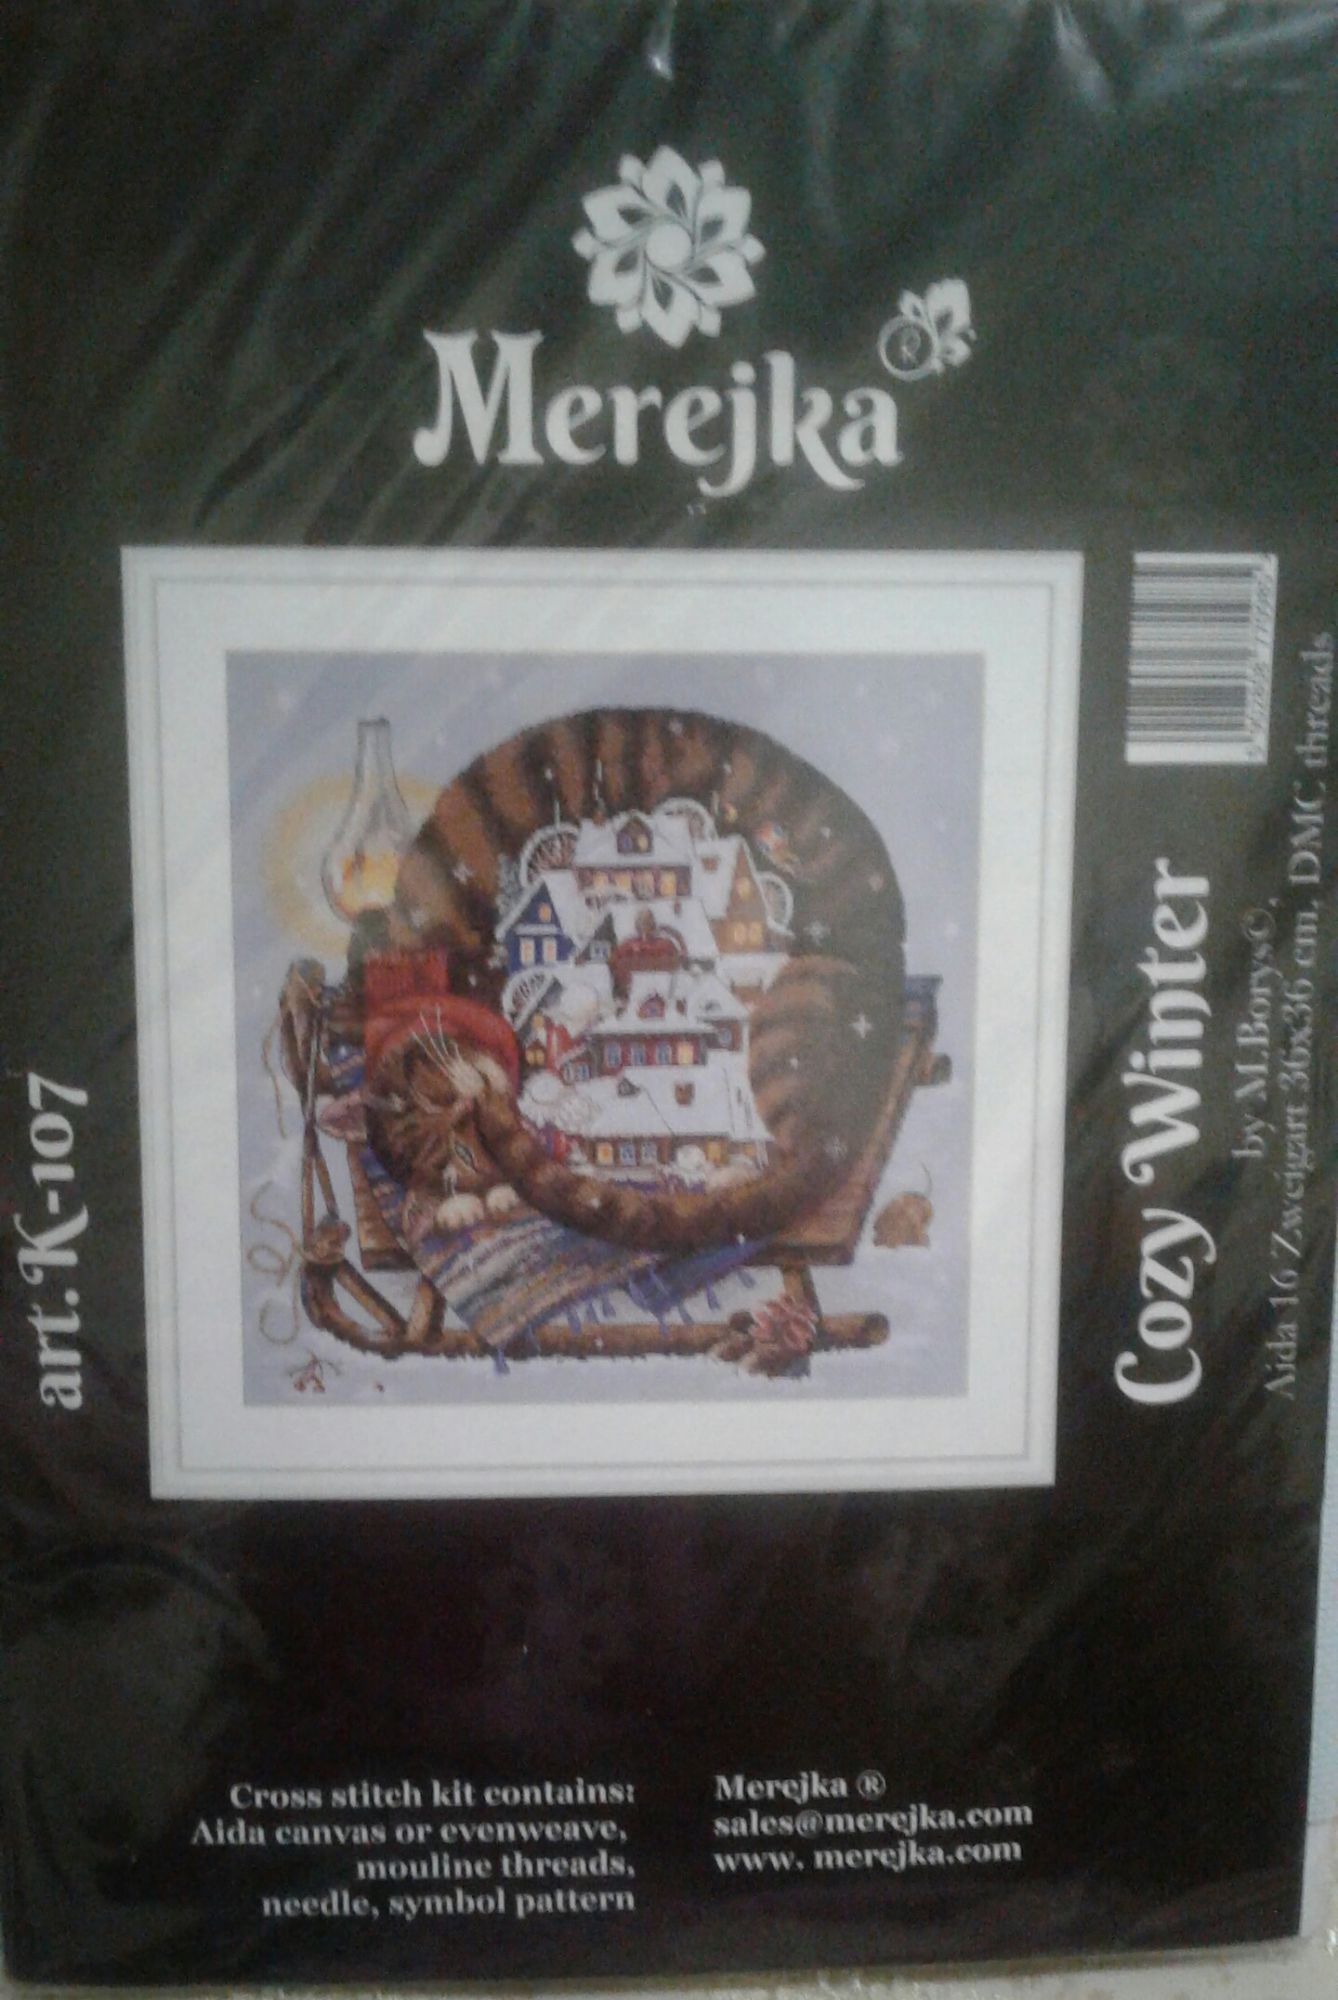 Merejka
R
art.K-107
Cozy Winter
by M.Borys©
Aida 16 Zweigart 36x36 cm, DMC threads
Cross stitch kit contains:
Aida canvas or evenweave,
mouline threads,
needle, symbol pattern
Merejka ®
sales@merejka.com
www. merejka.com